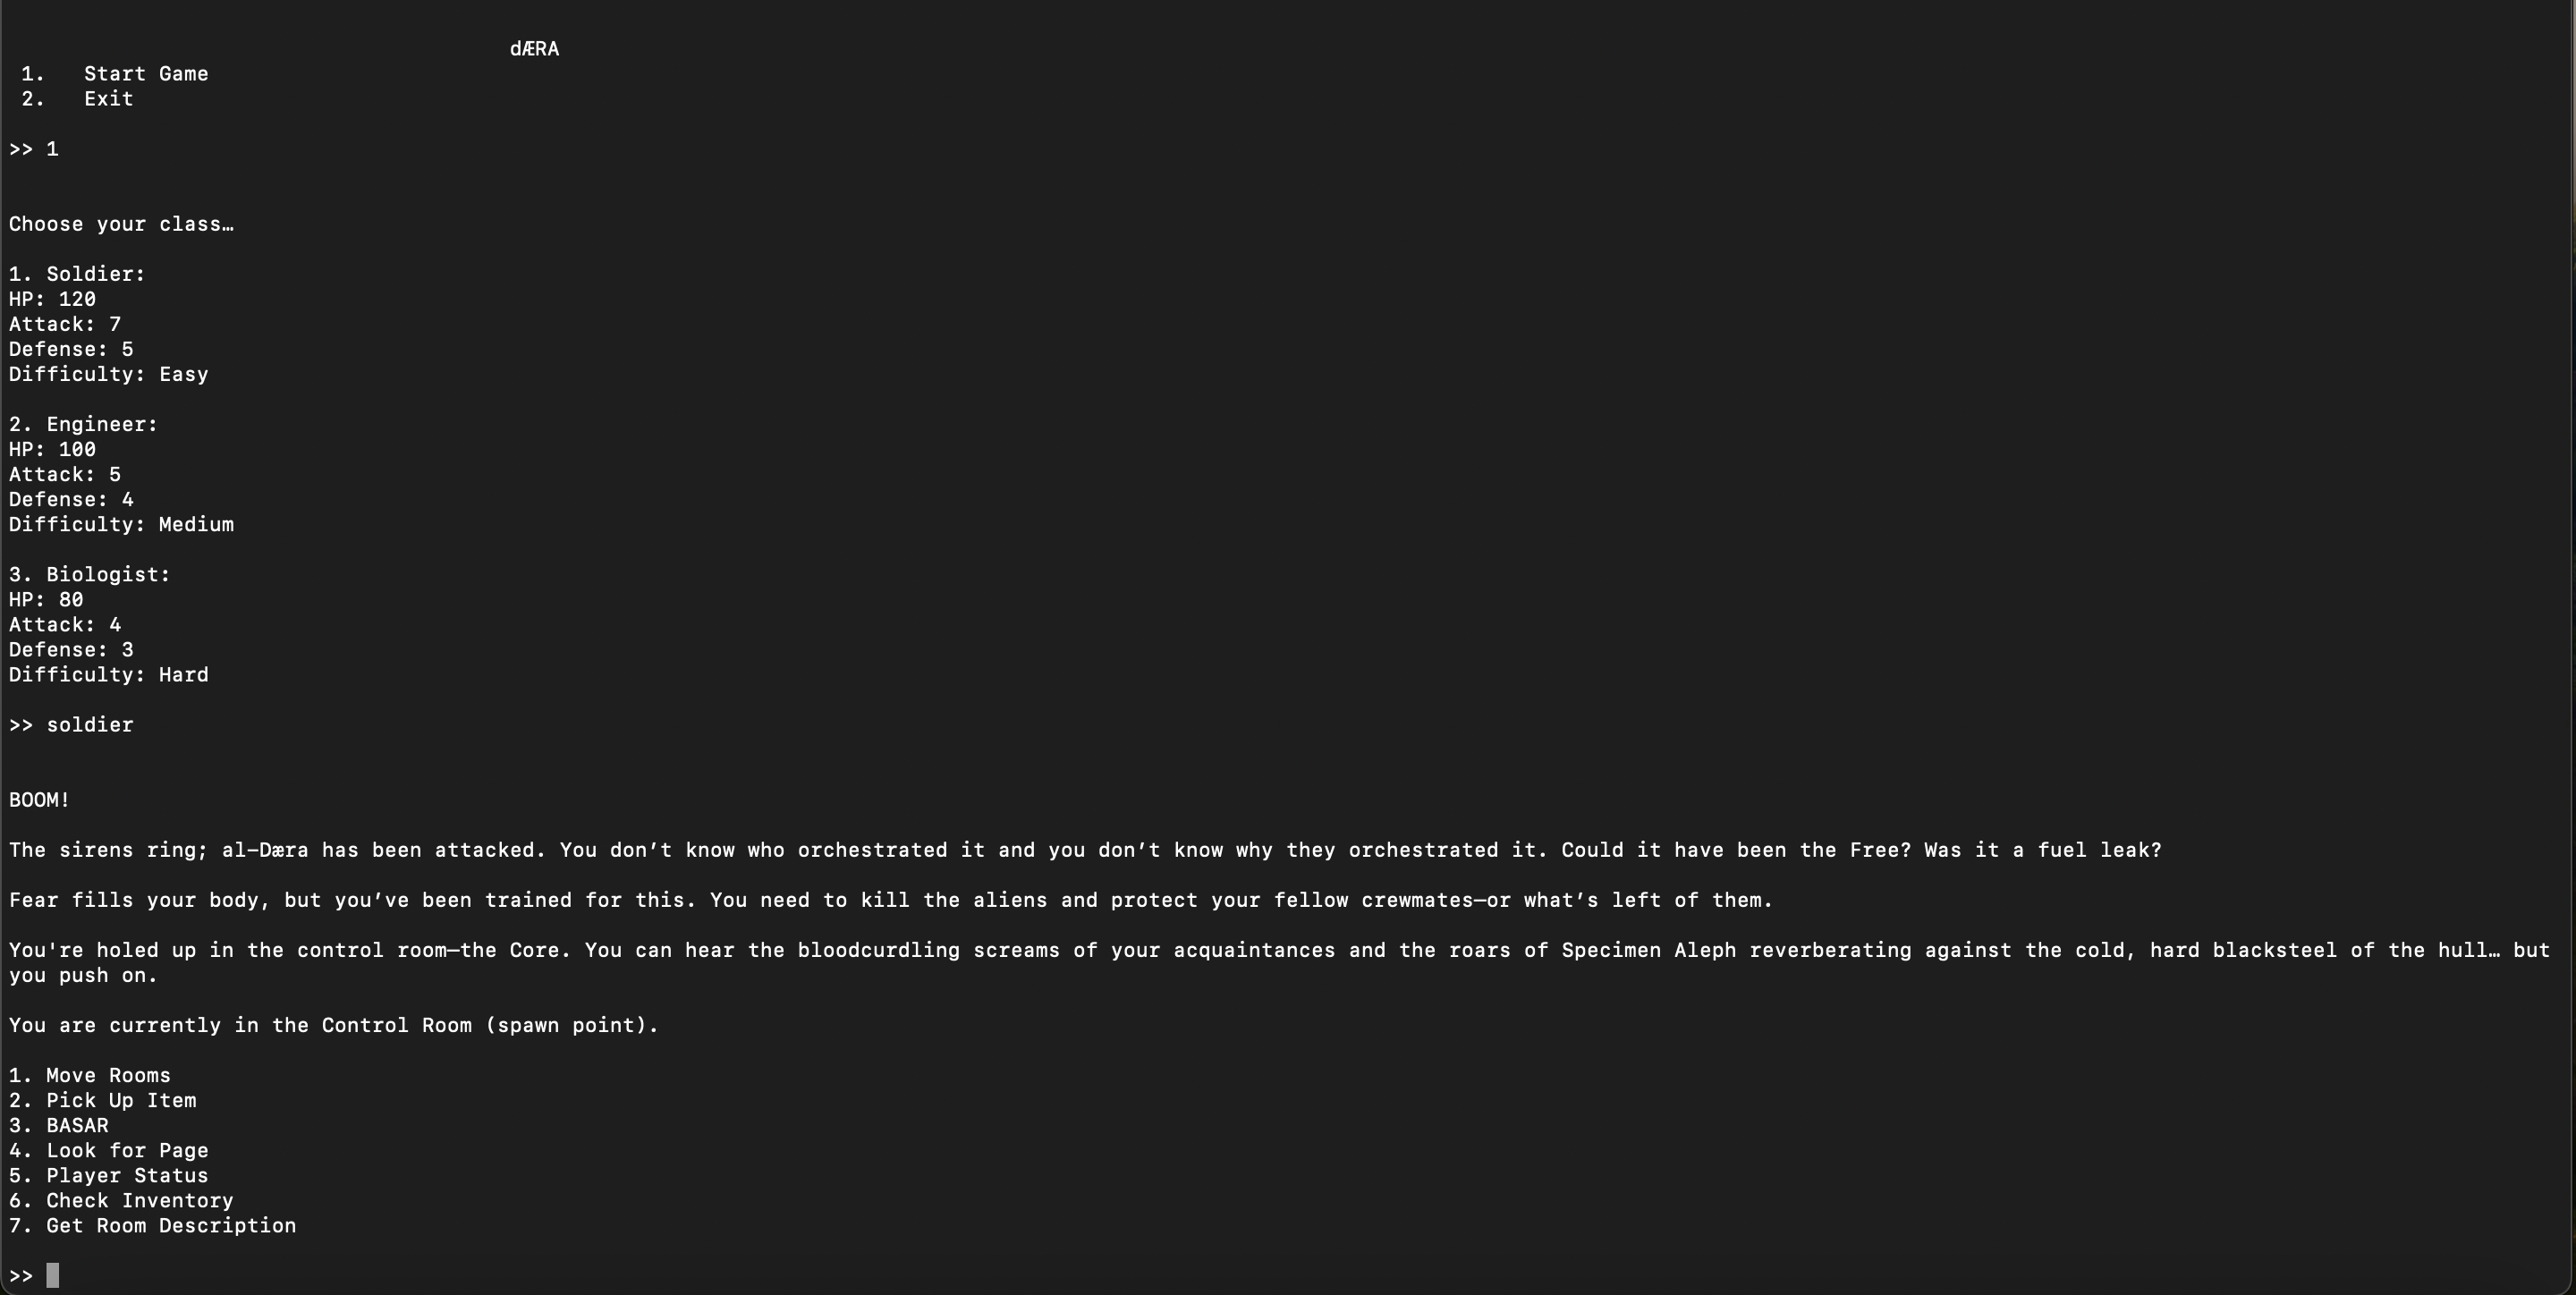 dÆRA
1. Start Game
2. Exit
>> 1
Choose your class…
1. Soldier:
HP: 120
Attack: 7
Defense: 5
Difficulty: Easy
2. Engineer:
HP: 100
Attack: 5
Defense: 4
Difficulty: Medium
3. Biologist:
HP: 80
Attack: 4
Defense: 3
Difficulty: Hard
>> soldier
BOOM!
The sirens ring; al–Dæra has been attacked. You don’t know who orchestrated it and you don’t know why they orchestrated it. Could it have been the Free? Was it a fuel leak?
Fear fills your body, but you’ve been trained for this. You need to kill the aliens and protect your fellow crewmates—or what’s left of them.
You're holed up in the control room—the Core. You can hear the bloodcurdling screams of your acquaintances and the roars of Specimen Aleph reverberating against the cold, hard blacksteel of the hull… but
you push on.
You are currently in the Control Room (spawn point).
1. Move Rooms
2. Pick Up Item
3. BASAR
4. Look for Page
5. Player Status
6. Check Inventory
7. Get Room Description
>>